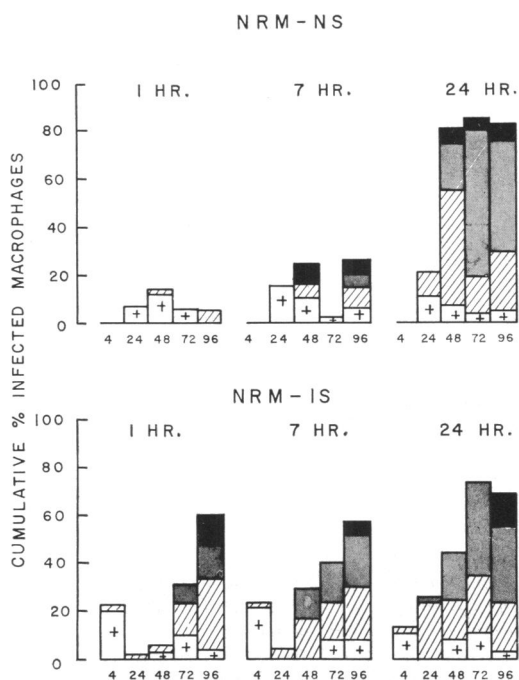 NRM-NS
1 HR. 7 HR. 24 HR.
100
80
60
40
20
0
+ + + + + + + + + + +
4 24 48 72 96 4 24 48 72 96 4 24 48 72 96
NRM-IS
1 HR. 7 HR. 24 HR.
100
80
60
40
20
0
+ + + + + + + + + + +
4 24 48 72 96 4 24 48 72 96 4 24 48 72 96
CUMULATIVE % INFECTED MACROPHAGES